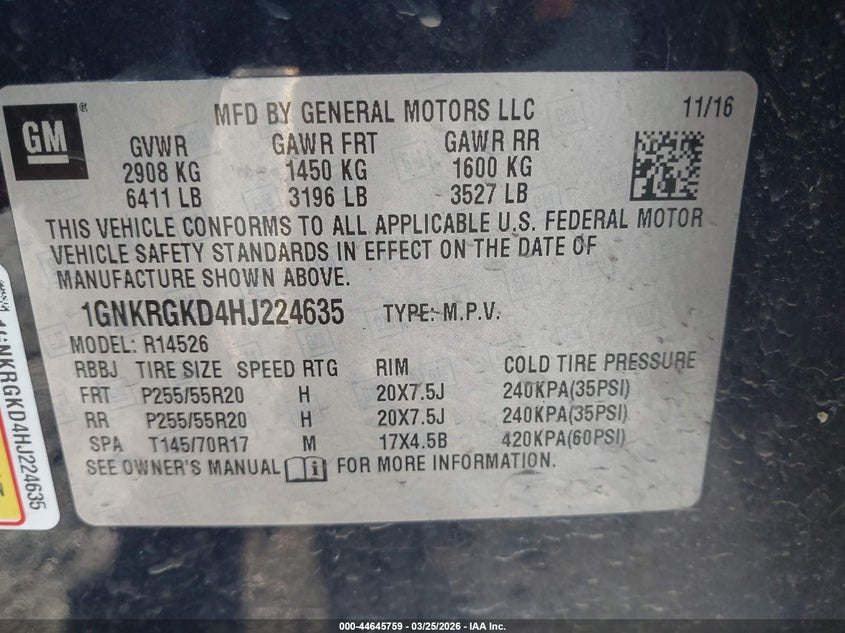 GM ®
MFD BY GENERAL MOTORS LLC 11/16
GVWR GAWR FRT GAWR RR
2908 KG 1450 KG 1600 KG
6411 LB 3196 LB 3527 LB
THIS VEHICLE CONFORMS TO ALL APPLICABLE U.S. FEDERAL MOTOR
VEHICLE SAFETY STANDARDS IN EFFECT ON THE DATE OF
MANUFACTURE SHOWN ABOVE.
1GNKRGKD4HJ224635 TYPE: M.P.V.
MODEL: R14526
RBBJ TIRE SIZE SPEED RTG RIM COLD TIRE PRESSURE
FRT P255/55R20 H 20X7.5J 240KPA(35PSI)
RR P255/55R20 H 20X7.5J 240KPA(35PSI)
SPA T145/70R17 M 17X4.5B 420KPA(60PSI)
SEE OWNER'S MANUAL i FOR MORE INFORMATION.
1GNKRGKD4HJ224635
000-44645759 - 03/25/2026 - IAA Inc.